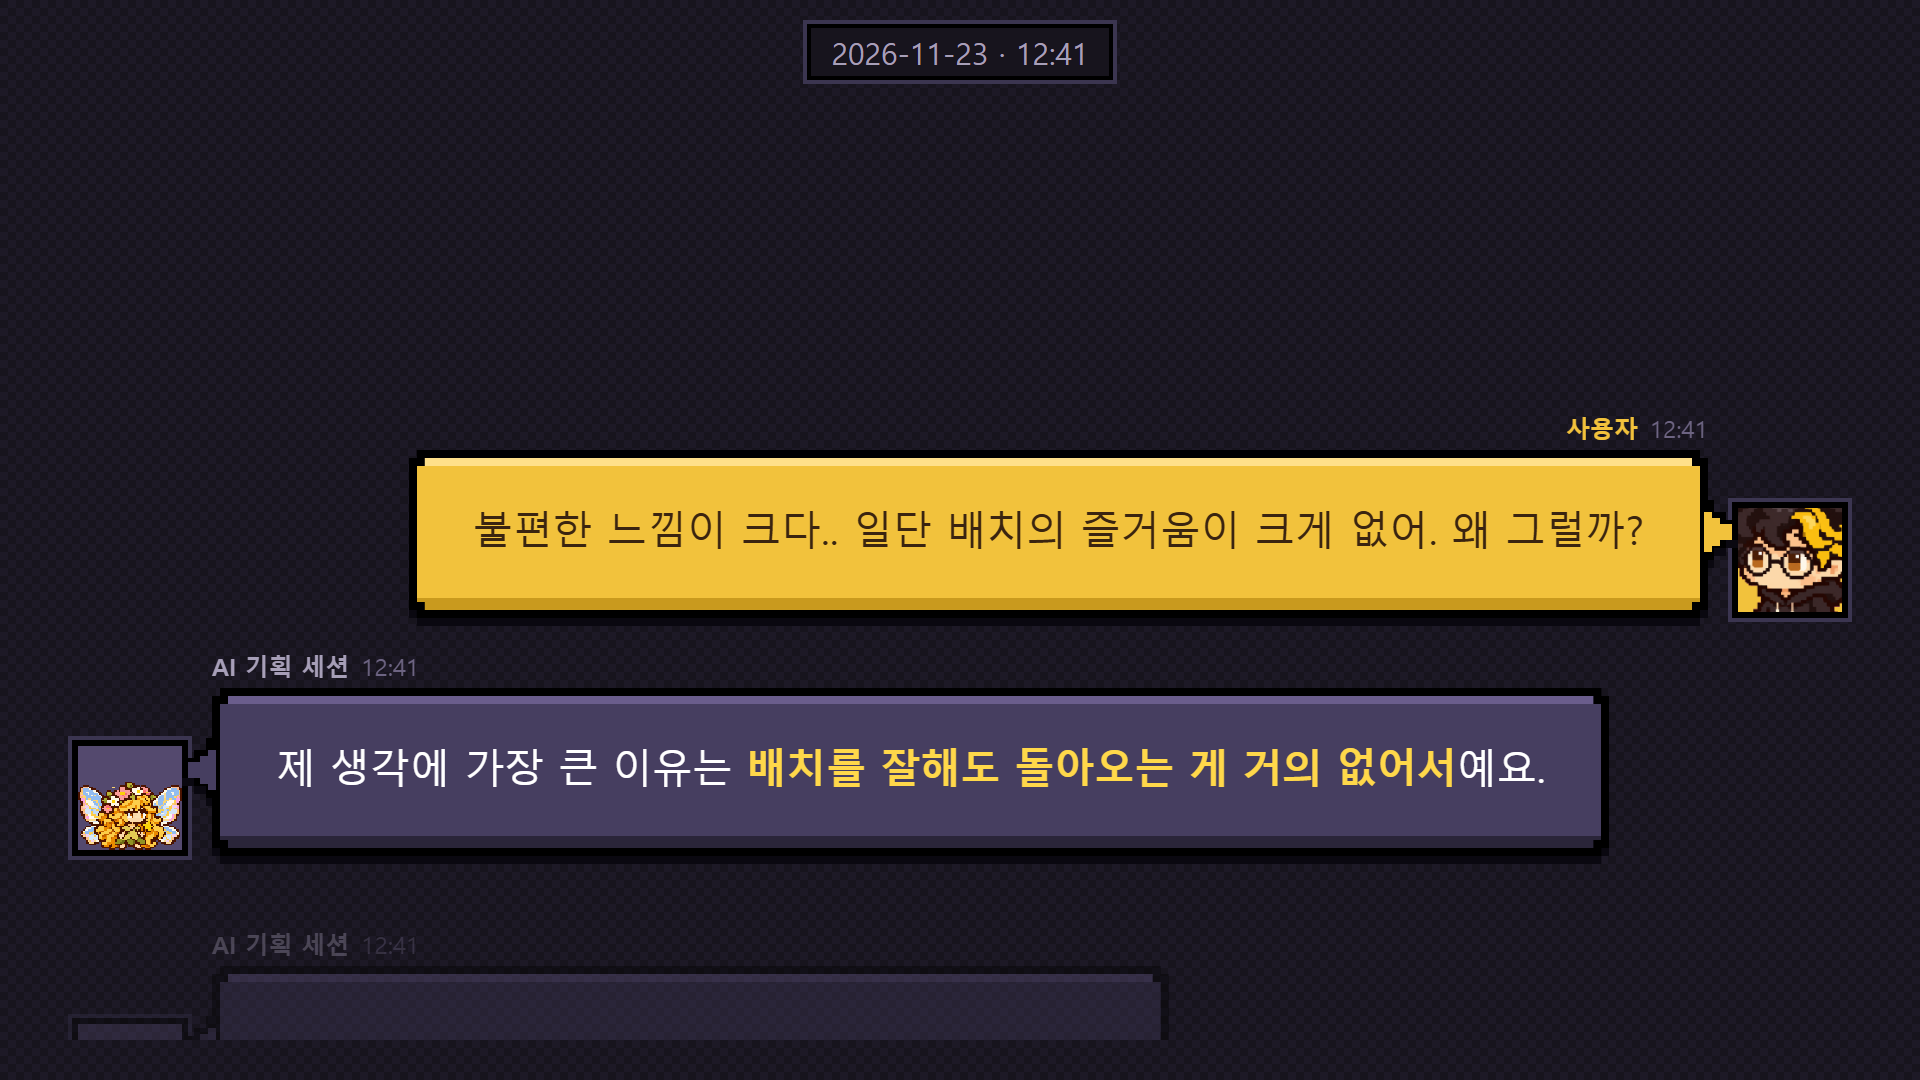 2026-11-23 · 12:41
사용자 12:41
불편한 느낌이 크다.. 일단 배치의 즐거움이 크게 없어. 왜 그럴까?
AI 기획 세션 12:41
제 생각에 가장 큰 이유는 배치를 잘해도 돌아오는 게 거의 없어서예요.
AI 기획 세션 12:41